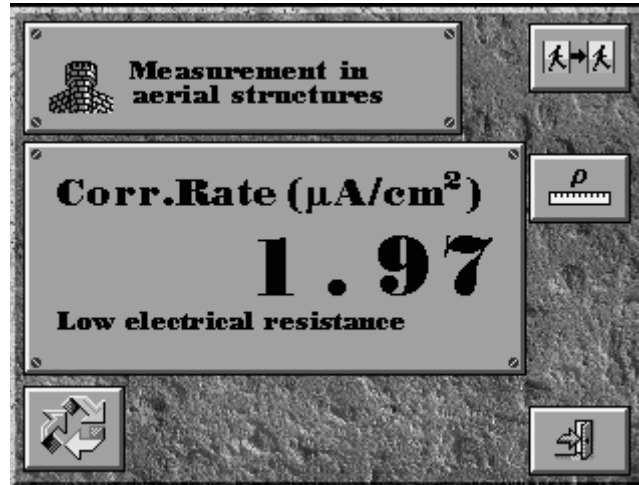 Measurement in
aerial structures
Corr.Rate (µA/cm²)
1.97
Low electrical resistance
ρ